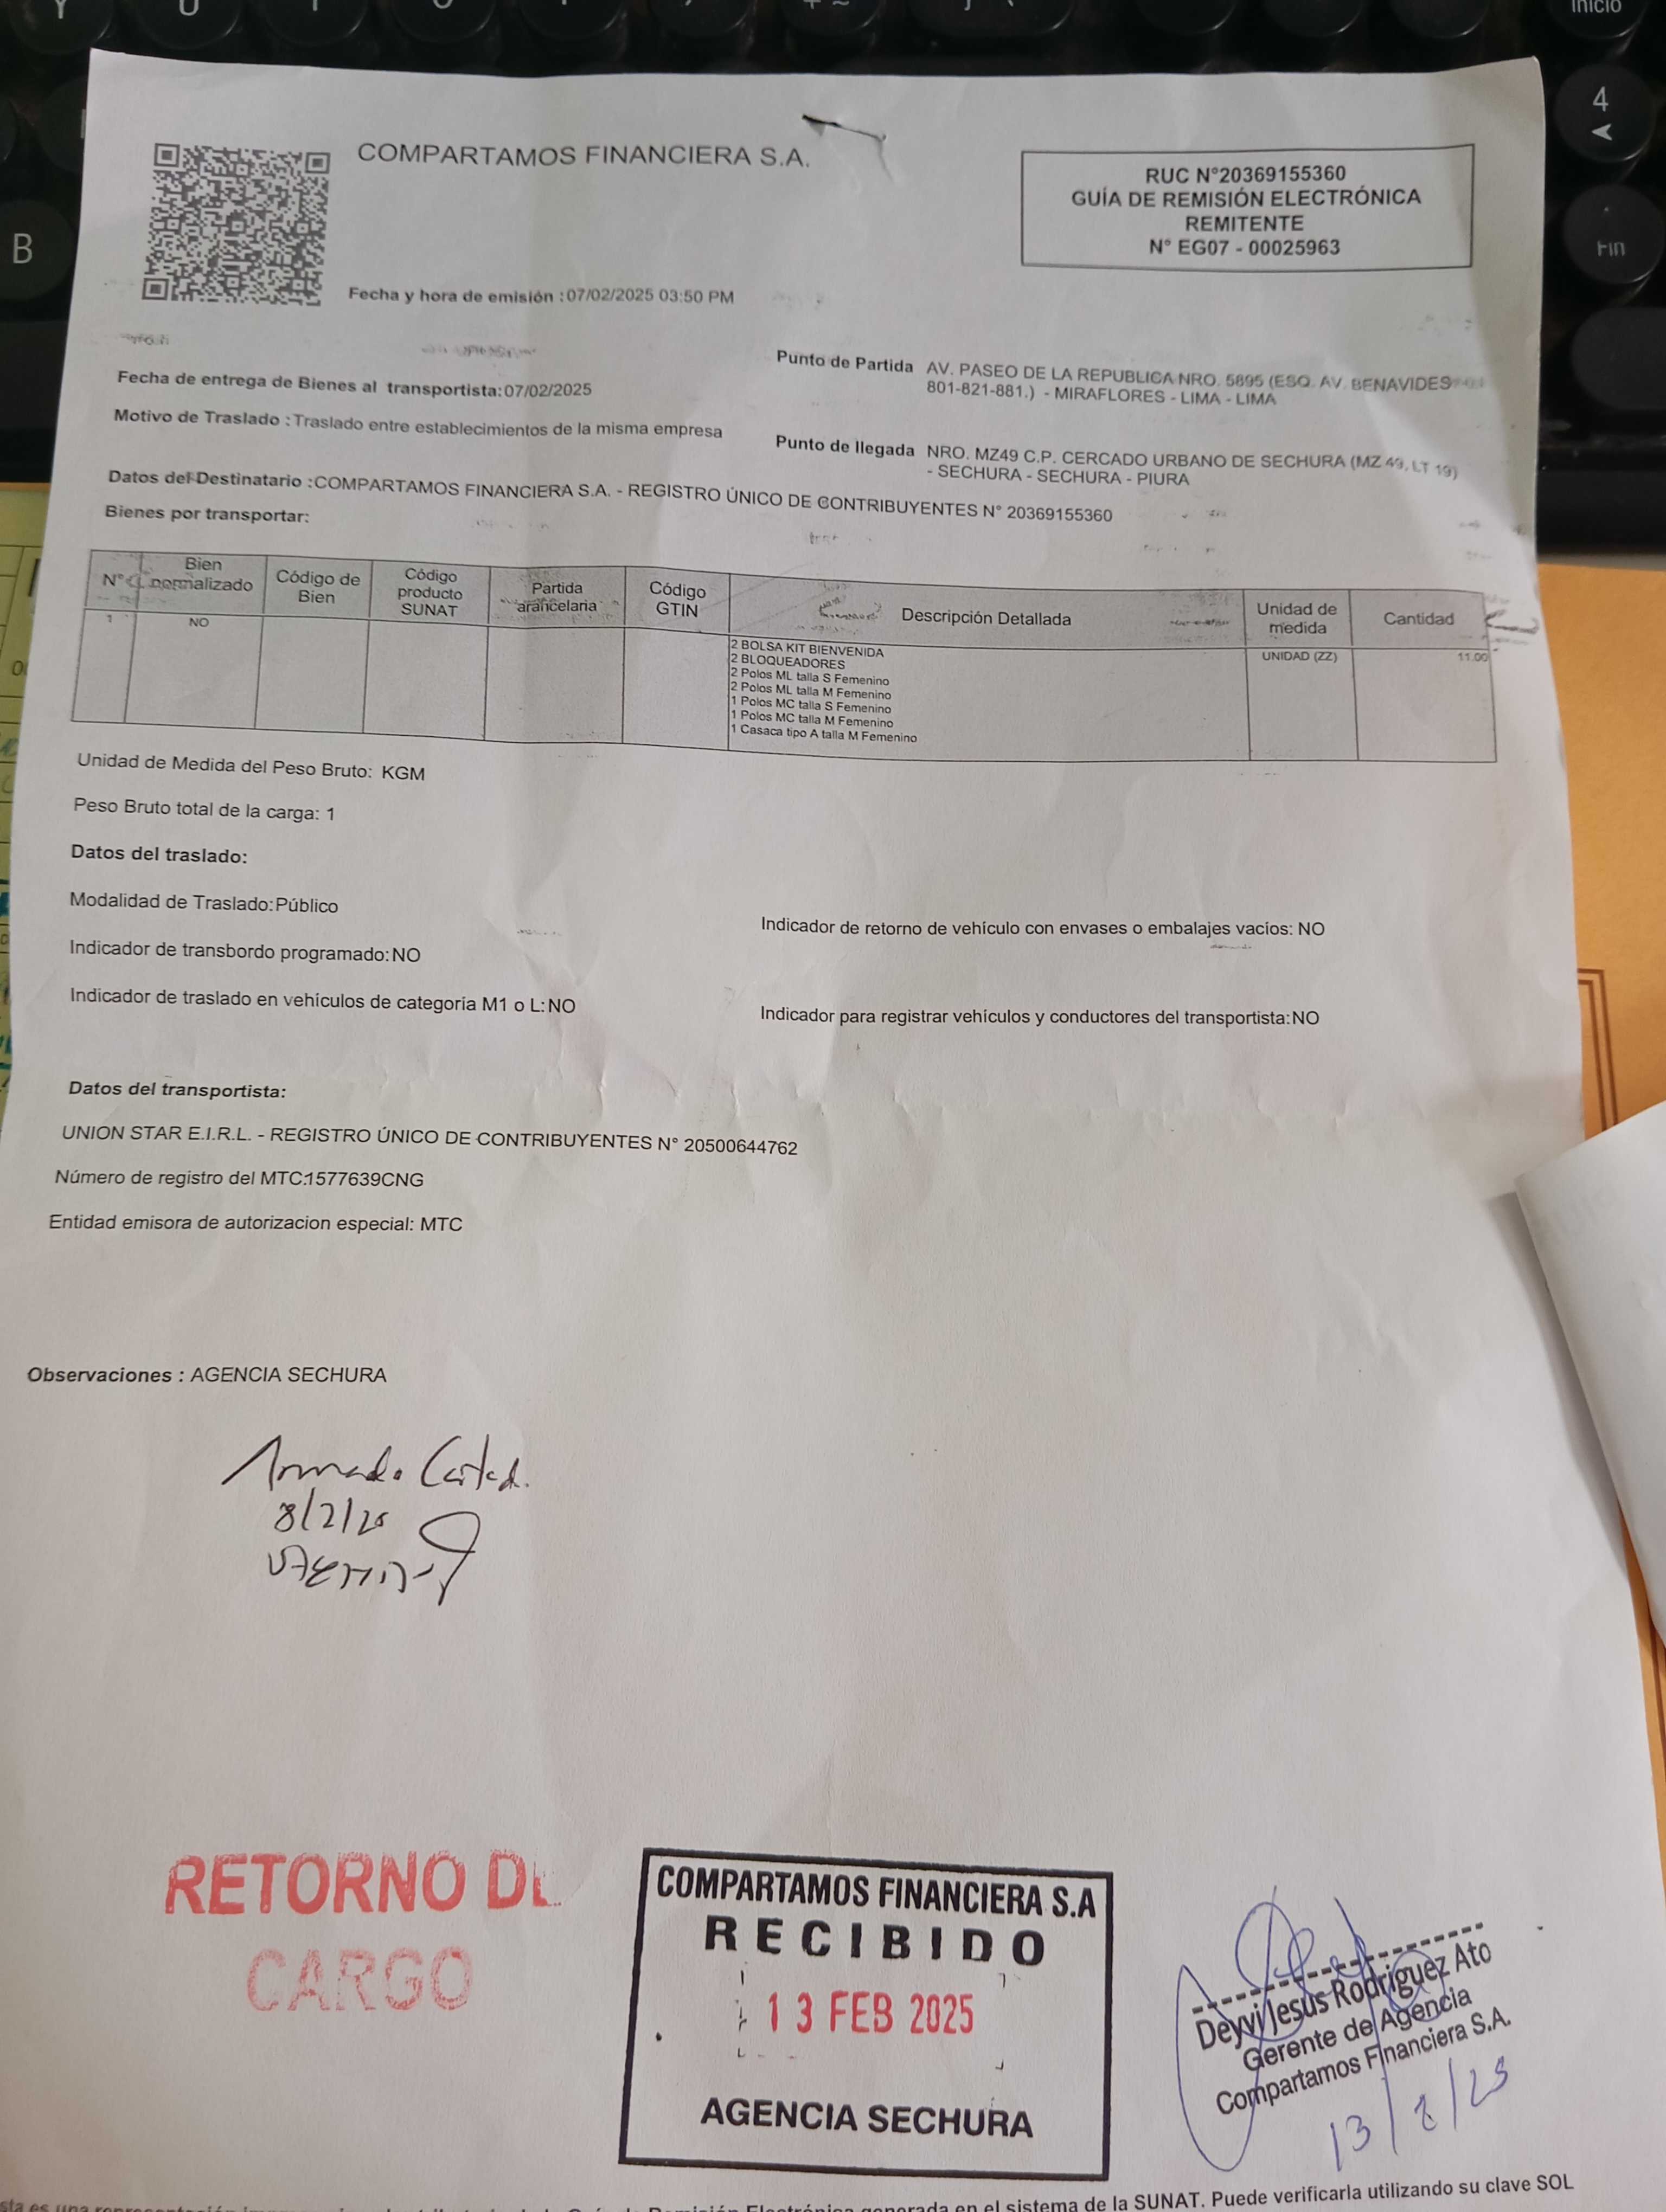 COMPARTAMOS FINANCIERA S.A.
RUC N°20369155360
GUÍA DE REMISIÓN ELECTRÓNICA
REMITENTE
N° EG07 - 00025963
Fecha y hora de emisión : 07/02/2025 03:50 PM
Fecha de entrega de Bienes al transportista: 07/02/2025
Motivo de Traslado : Traslado entre establecimientos de la misma empresa
Punto de Partida AV. PASEO DE LA REPUBLICA NRO. 5895 (ESQ. AV. BENAVIDES
801-821-881.) - MIRAFLORES - LIMA - LIMA
Punto de llegada NRO. MZ49 C.P. CERCADO URBANO DE SECHURA (MZ 49, LT 19)
- SECHURA - SECHURA - PIURA
Datos del Destinatario : COMPARTAMOS FINANCIERA S.A. - REGISTRO ÚNICO DE CONTRIBUYENTES N° 20369155360
Bienes por transportar:
N° Bien normalizado Código de Bien Código producto SUNAT Partida arancelaria Código GTIN Descripción Detallada Unidad de medida Cantidad
1 NO 2 BOLSA KIT BIENVENIDA UNIDAD (ZZ) 11.00
2 BLOQUEADORES
2 Polos ML talla S Femenino
2 Polos ML talla M Femenino
1 Polos MC talla S Femenino
1 Polos MC talla M Femenino
1 Casaca tipo A talla M Femenino
Unidad de Medida del Peso Bruto: KGM
Peso Bruto total de la carga: 1
Datos del traslado:
Modalidad de Traslado: Público
Indicador de retorno de vehículo con envases o embalajes vacíos: NO
Indicador de transbordo programado: NO
Indicador de traslado en vehículos de categoría M1 o L: NO
Indicador para registrar vehículos y conductores del transportista: NO
Datos del transportista:
UNION STAR E.I.R.L. - REGISTRO ÚNICO DE CONTRIBUYENTES N° 20500644762
Número de registro del MTC:1577639CNG
Entidad emisora de autorizacion especial: MTC
Observaciones : AGENCIA SECHURA
8/2/25
RETORNO DE
CARGO
COMPARTAMOS FINANCIERA S.A
RECIBIDO
13 FEB 2025
AGENCIA SECHURA
Deyvi Jesus Rodriguez Ato
Gerente de Agencia
Compartamos Financiera S.A.
13/2/25
en el sistema de la SUNAT. Puede verificarla utilizando su clave SOL
B
4
Fin
Inicio